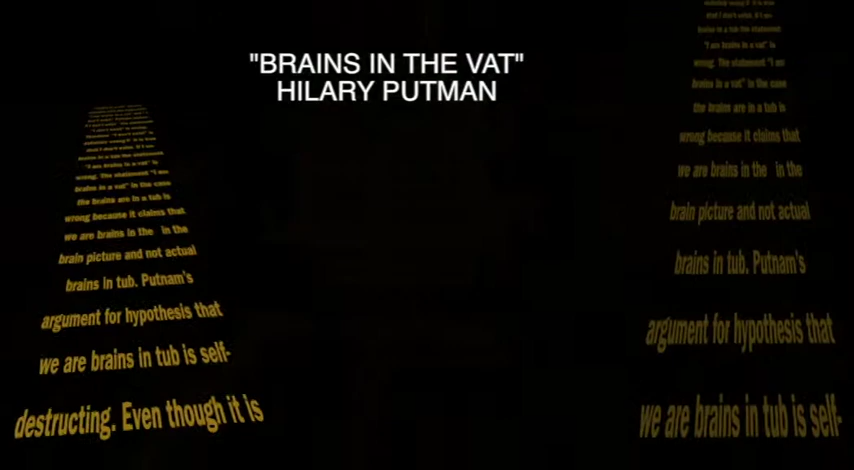 "BRAINS IN THE VAT"
HILARY PUTMAN
"I am brains in a vat" is
wrong. The statement "I am
brains in a vat" in the case
the brains are in a tub is
wrong because it claims that
we are brains in the in the
brain picture and not actual
brains in tub. Putnam's
argument for hypothesis that
we are brains in tub is self-
destructing. Even though it is
brains in a tub the statement
"I am brains in a vat" is
wrong. The statement "I am
brains in a vat" in the case
the brains are in a tub is
wrong because it claims that
we are brains in the in the
brain picture and not actual
brains in tub. Putnam's
argument for hypothesis that
we are brains in tub is self-